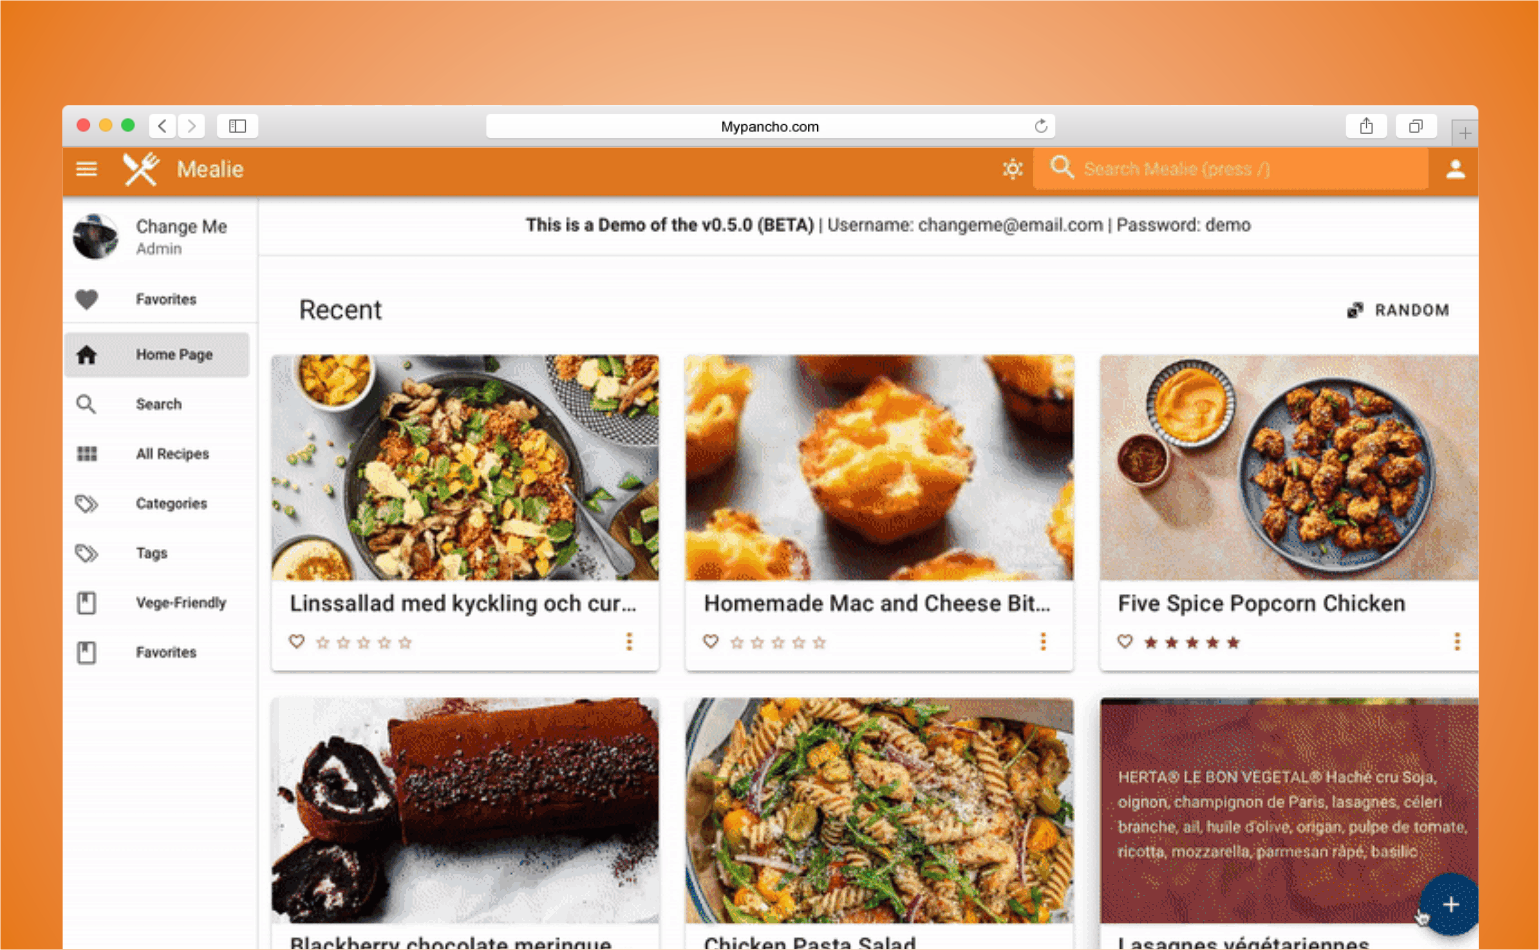 Mypancho.com
Mealie
Search Mealie (press /)
Change Me
Admin
This is a Demo of the v0.5.0 (BETA) | Username: changeme@email.com | Password: demo
Favorites
Recent
RANDOM
Home Page
Search
All Recipes
Categories
Tags
Vege-Friendly
Favorites
Linssallad med kyckling och cur...
Homemade Mac and Cheese Bit...
Five Spice Popcorn Chicken
HERTA® LE BON VEGETAL® Haché cru Soja,
oignon, champignon de Paris, lasagnes, céleri
branche, ail, huile d'olive, origan, pulpe de tomate,
ricotta, mozzarella, parmesan râpé, basilic
Blackberry chocolate meringue
Chicken Pasta Salad
Lasagnes végétariennes